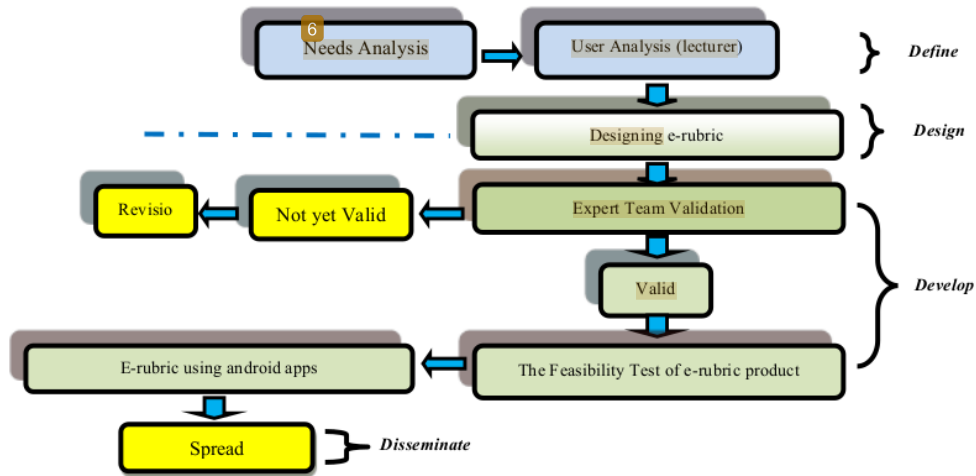 6
Needs Analysis
User Analysis (lecturer)
Define
Designing e-rubric
Design
Expert Team Validation
Not yet Valid
Revisio
Valid
Develop
The Feasibility Test of e-rubric product
E-rubric using android apps
Spread
Disseminate